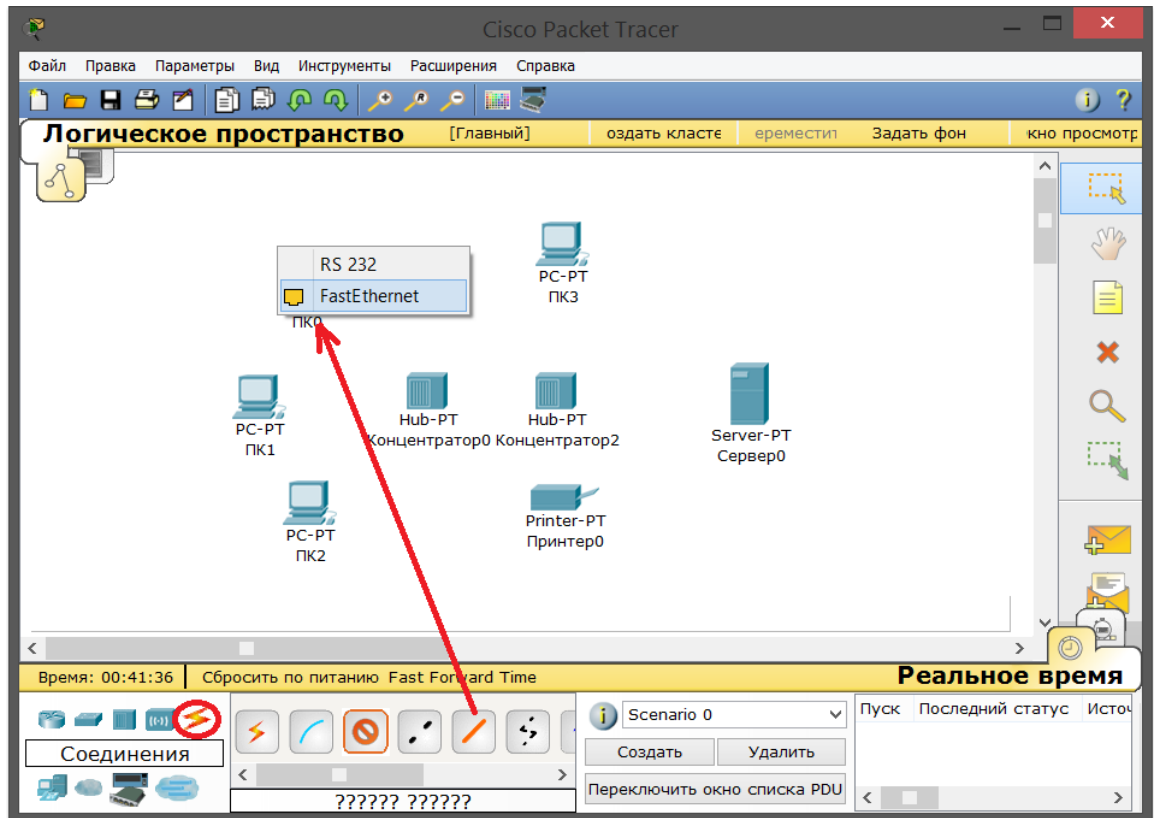 Cisco Packet Tracer
Файл Правка Параметры Вид Инструменты Расширения Справка
Логическое пространство [Главный] оздать класте ереместит Задать фон кно просмотр
RS 232
FastEthernet
ПК0
PC-PT
ПК3
PC-PT
ПК1
Hub-PT
Концентратор0
Hub-PT
Концентратор2
Server-PT
Сервер0
PC-PT
ПК2
Printer-PT
Принтер0
Время: 00:41:36 Сбросить по питанию Fast Forward Time Реальное время
Соединения
?????? ??????
Scenario 0
Создать Удалить
Переключить окно списка PDU
Пуск Последний статус Источ